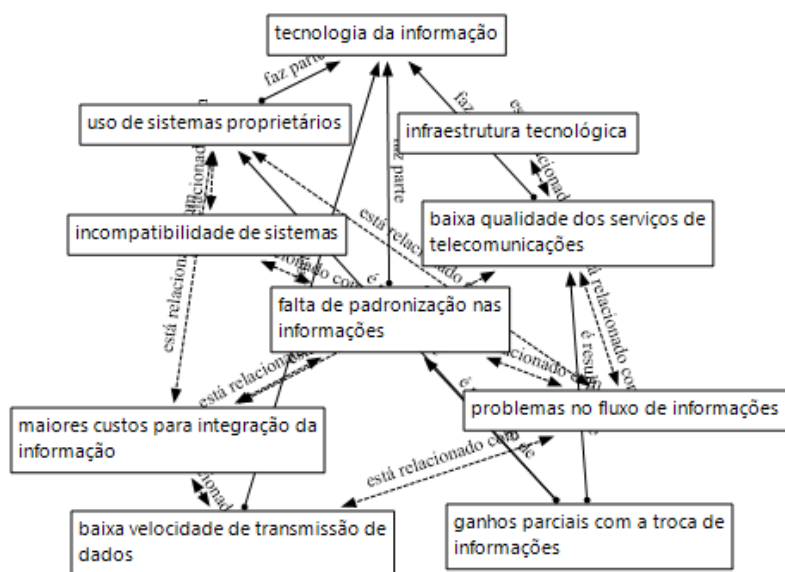 tecnologia da informação
faz parte
uso de sistemas proprietários
faz
infraestrutura tecnológica
faz parte
incompatibilidade de sistemas
está relacionado
baixa qualidade dos serviços de
telecomunicações
está relacionado
falta de padronização nas
informações
é
está relacionado
é
maiores custos para integração da
informação
problemas no fluxo de informações
de
está relacionado com
baixa velocidade de transmissão de
dados
ganhos parciais com a troca de
informações